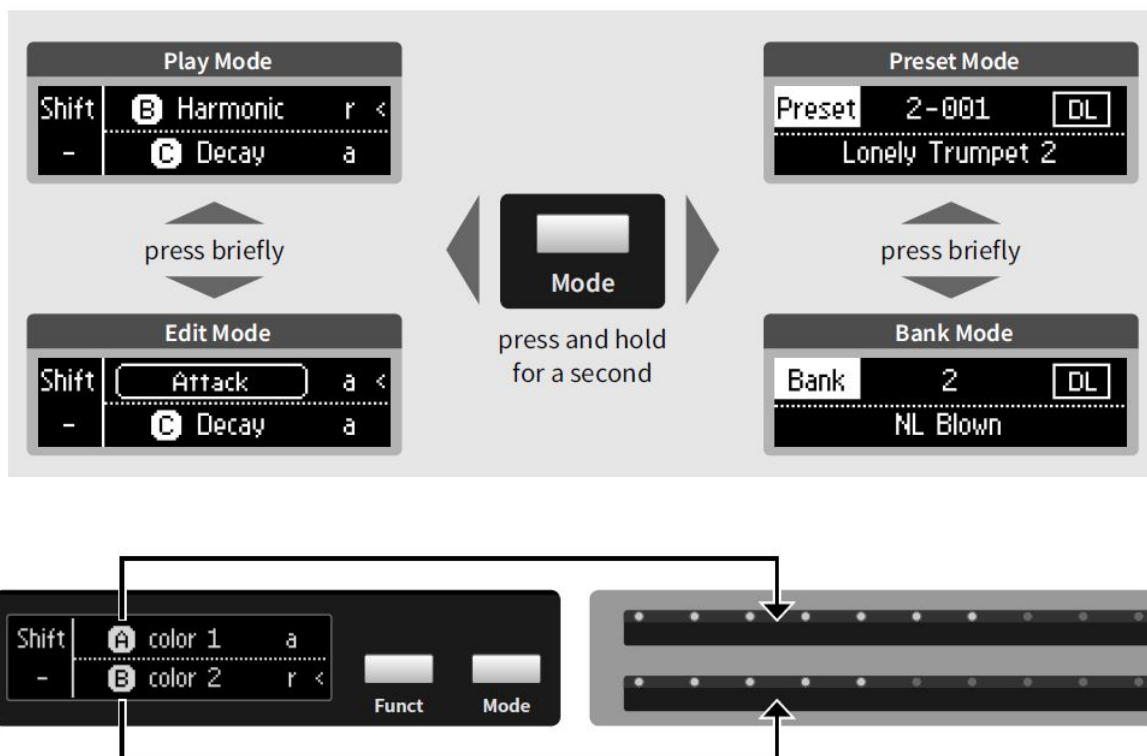 Play Mode
Shift B Harmonic r <
- C Decay a
press briefly
Edit Mode
Shift Attack a <
- C Decay a
Mode
press and hold
for a second
Preset Mode
Preset 2-001 DL
Lonely Trumpet 2
press briefly
Bank Mode
Bank 2 DL
NL Blown
Shift A color 1 a
- B color 2 r <
Funct Mode